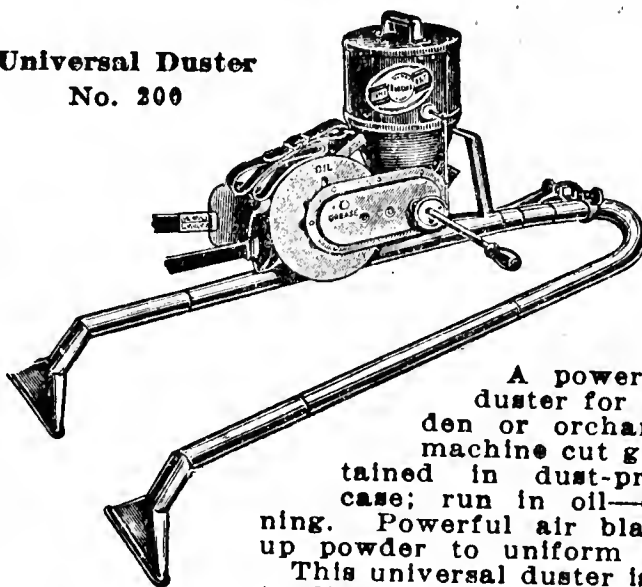 Universal Duster
No. 200
OIL
GREASE
A power
duster for
den or orchar
machine cut g
tained in dust-pr
case; run in oil—
ning. Powerful air bla
up powder to uniform
This universal duster is